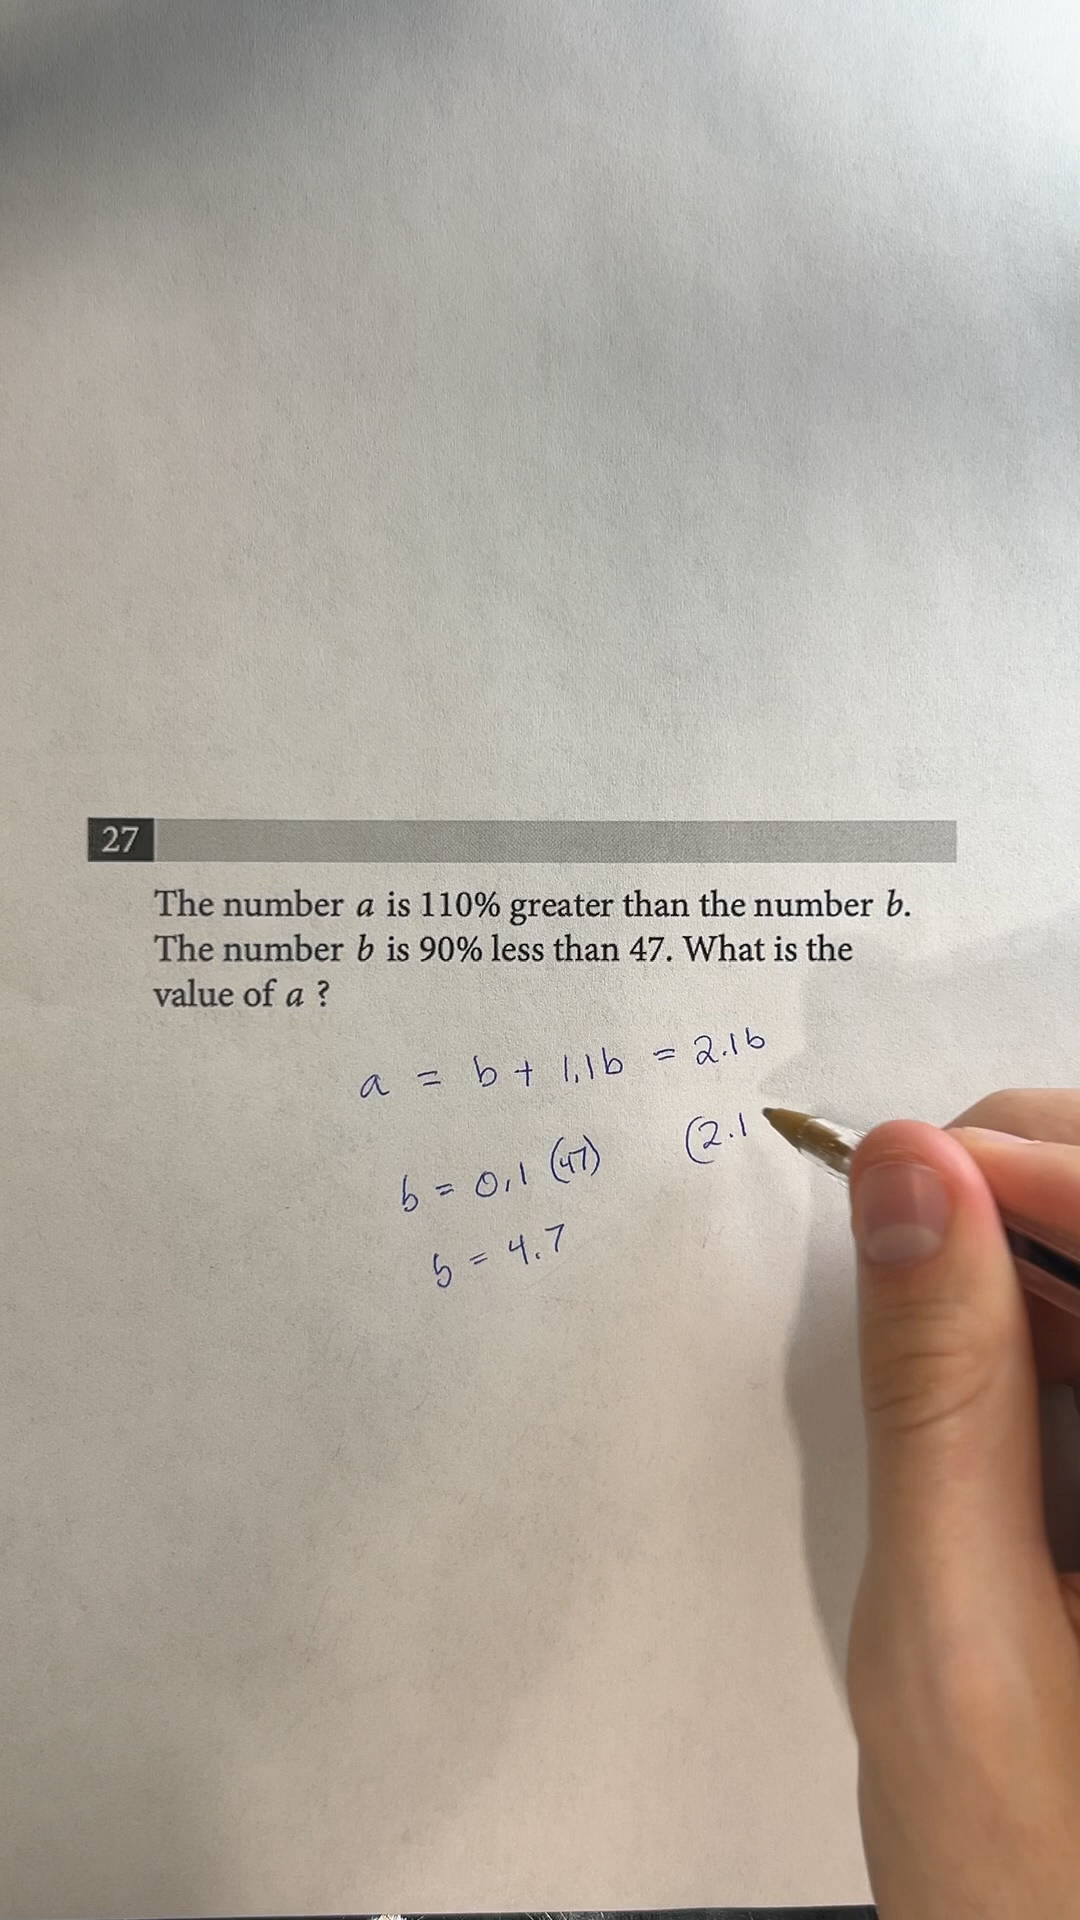 27
The number a is 110% greater than the number b.
The number b is 90% less than 47. What is the
value of a ?
a = b + 1.1b = 2.1b
b = 0.1 (47)
(2.1
b = 4.7